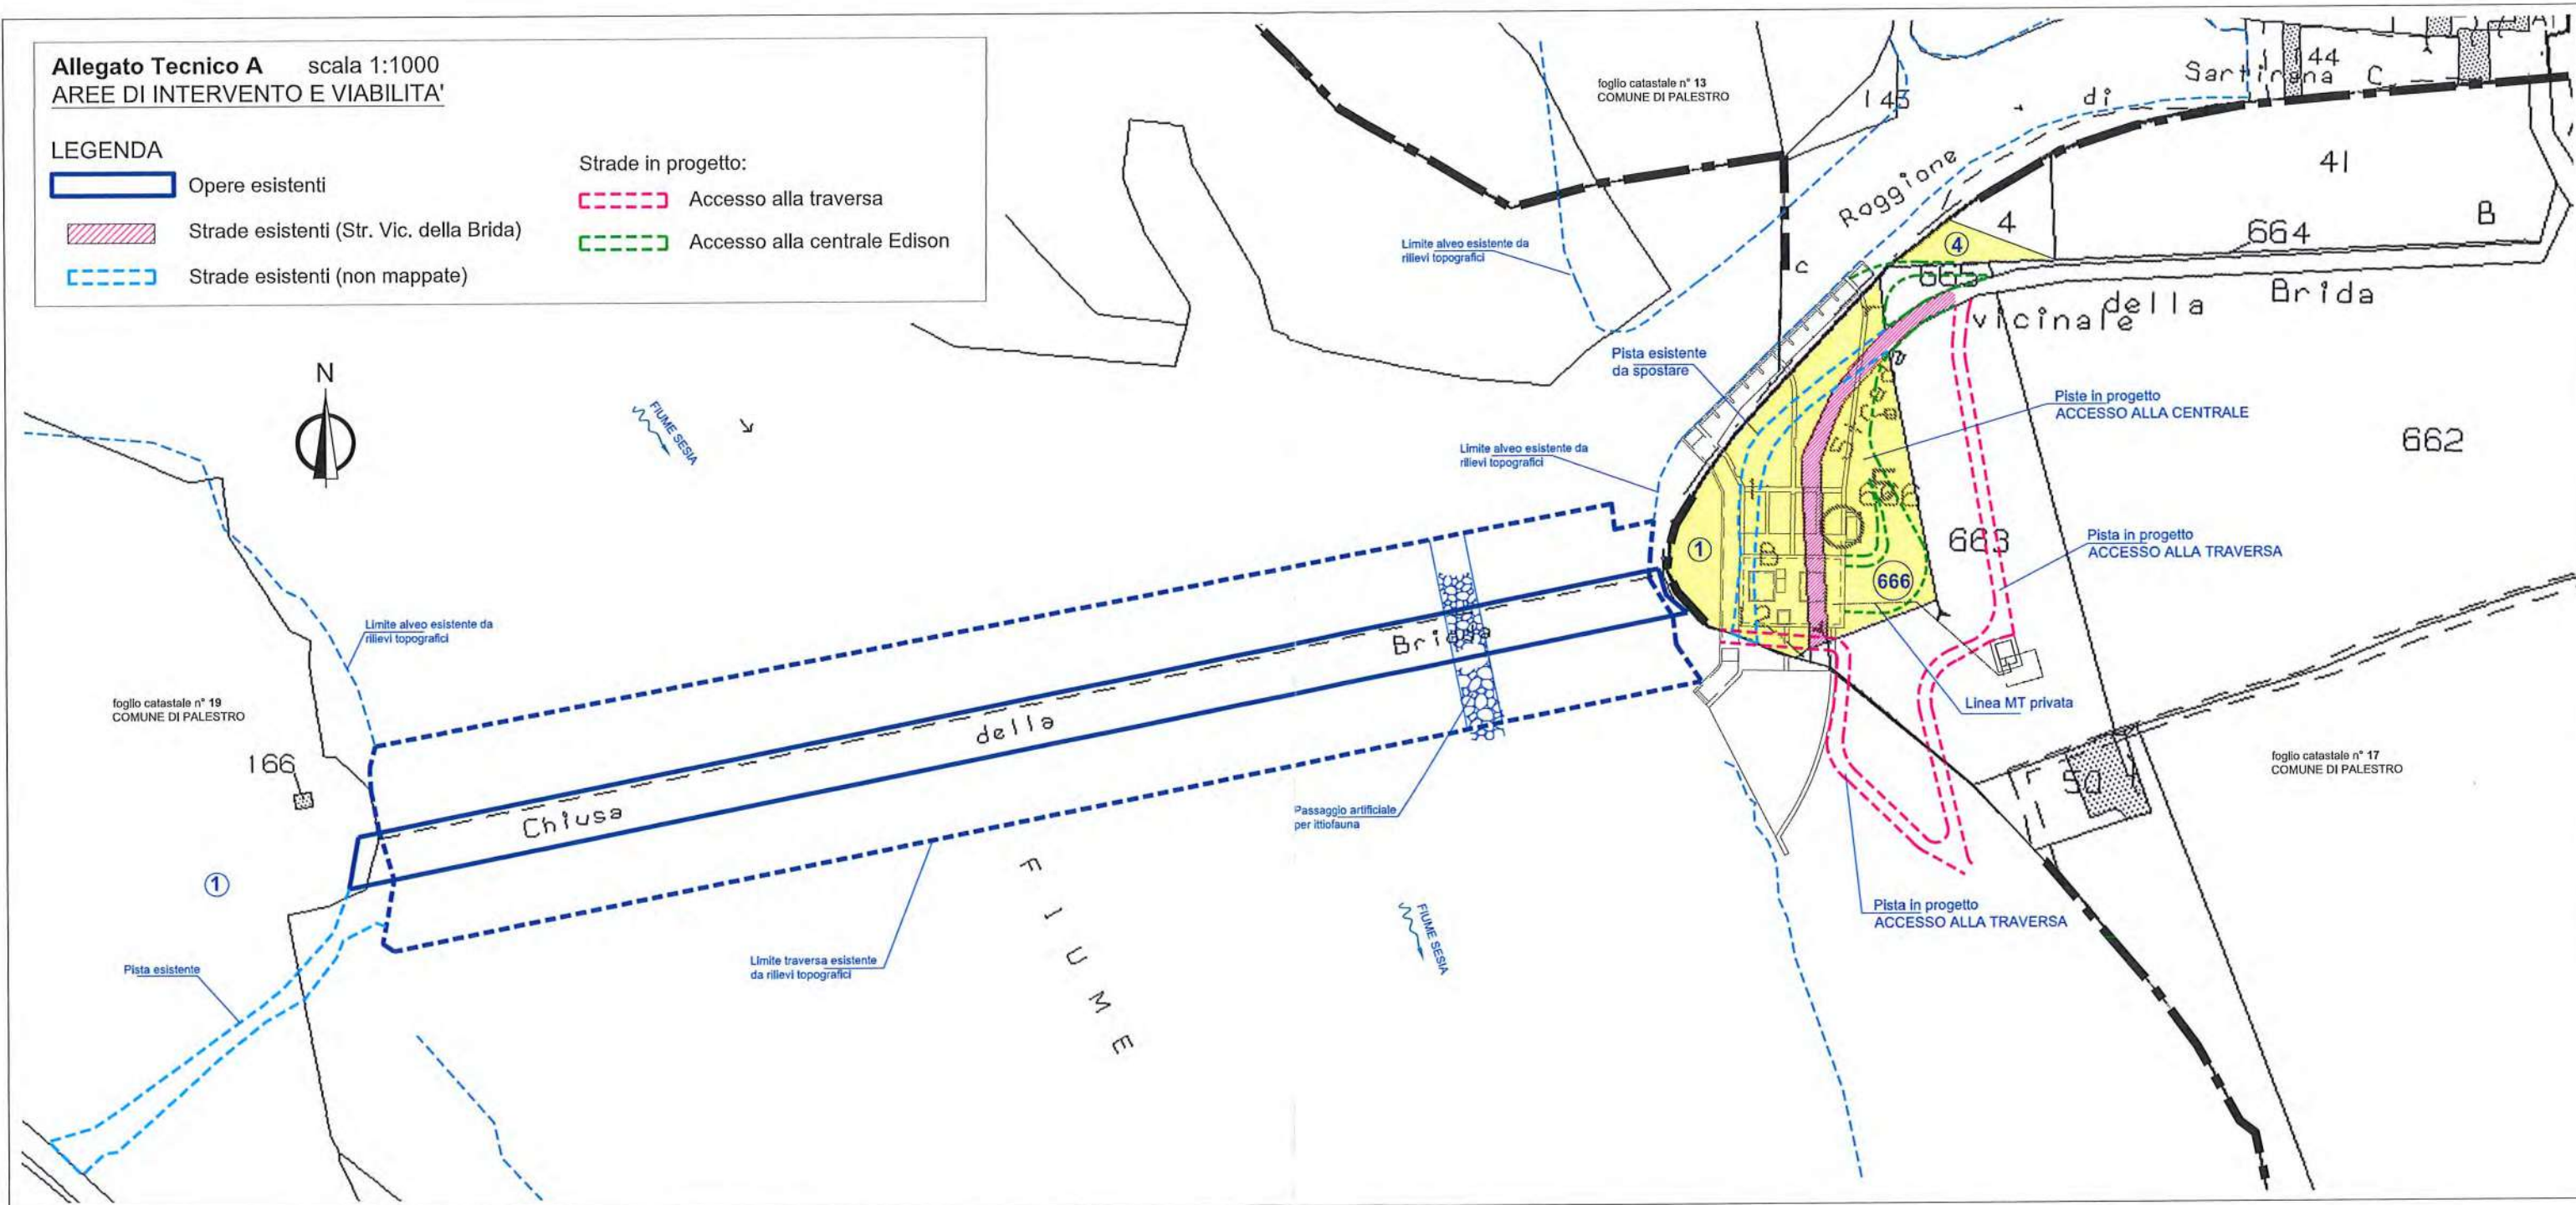 Allegato Tecnico A scala 1:1000
AREE DI INTERVENTO E VIABILITA'
LEGENDA
Opere esistenti
Strade esistenti (Str. Vic. della Brida)
Strade esistenti (non mappate)
Strade in progetto:
Accesso alla traversa
Accesso alla centrale Edison
foglio catastale n° 13
COMUNE DI PALESTRO
143
di
Sartirana C
44
41
B
Roggione
4
4
664
665
vicinale della Brida
c
Limite alveo esistente da
rilievi topografici
Pista esistente
da spostare
N
FIUME SESIA
Limite alveo esistente da
rilievi topografici
Piste in progetto
ACCESSO ALLA CENTRALE
662
Strada
1
666
663
Pista in progetto
ACCESSO ALLA TRAVERSA
Limite alveo esistente da
rilievi topografici
foglio catastale n° 19
COMUNE DI PALESTRO
166
Chiusa della Brida
Linea MT privata
foglio catastale n° 17
COMUNE DI PALESTRO
50
Passaggio artificiale
per ittiofauna
1
FIUME
FIUME SESIA
Pista in progetto
ACCESSO ALLA TRAVERSA
Pista esistente
Limite traversa esistente
da rilievi topografici